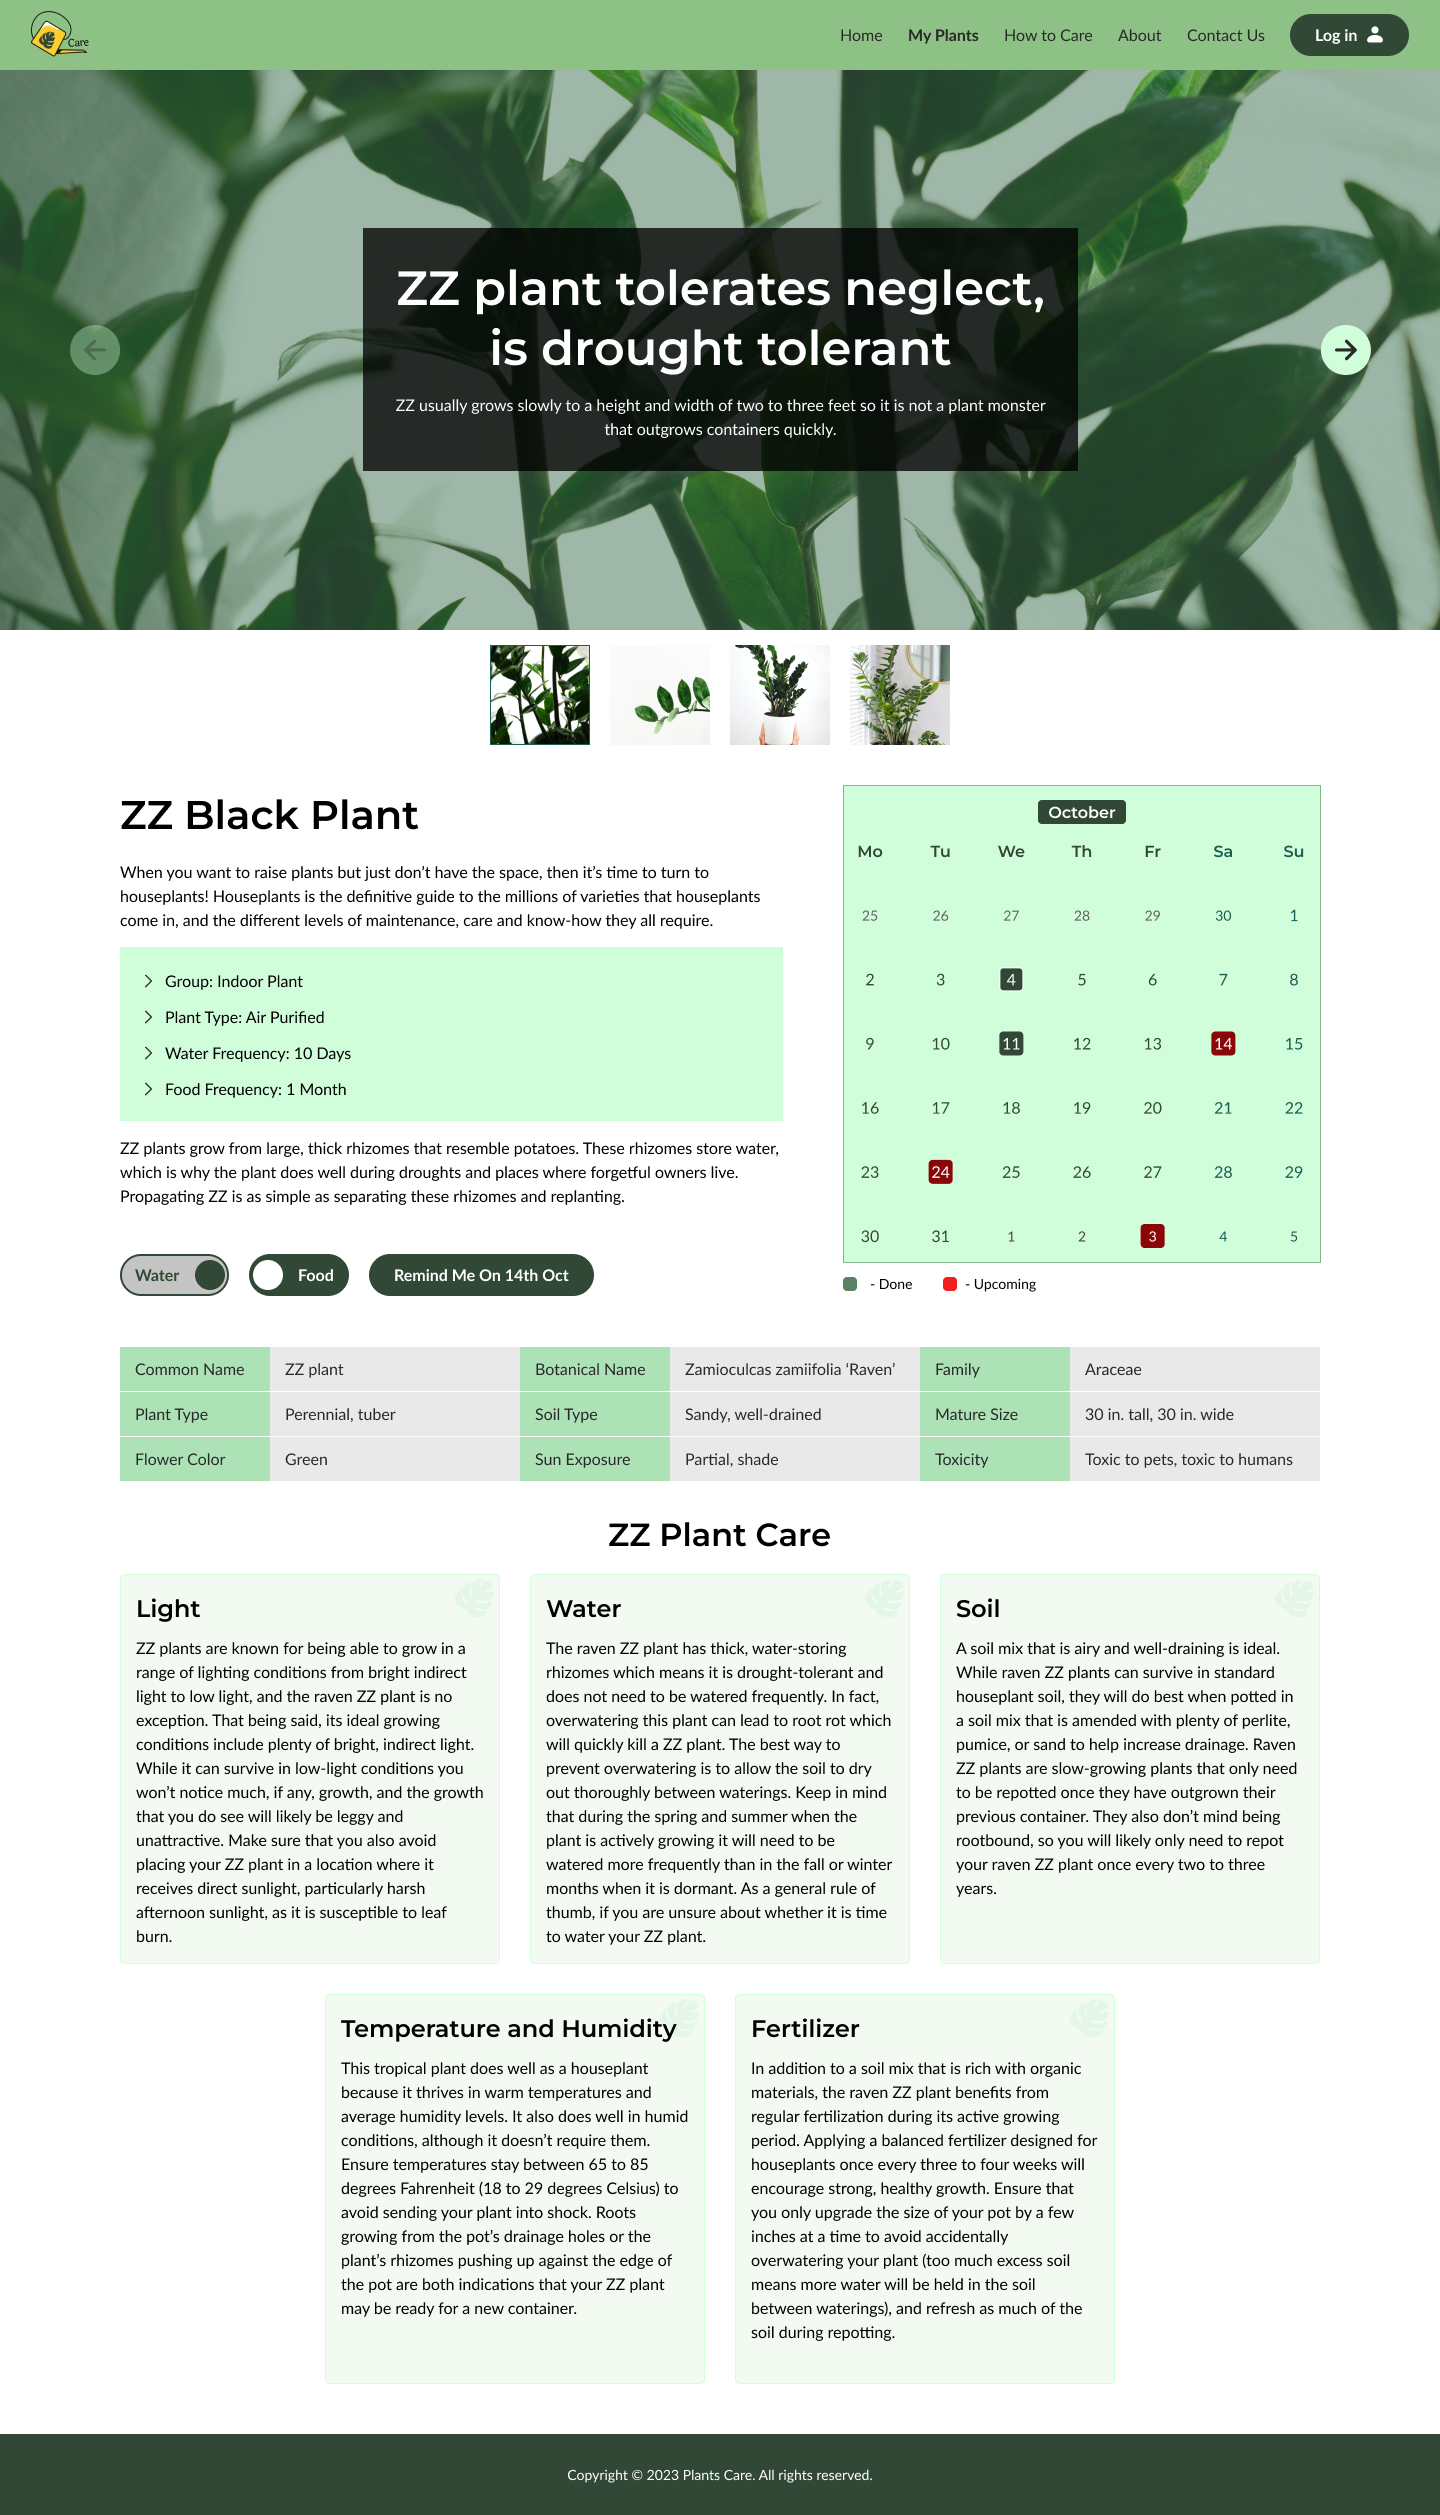 Care
Home My Plants How to Care About Contact Us Log in
ZZ plant tolerates neglect,
is drought tolerant
ZZ usually grows slowly to a height and width of two to three feet so it is not a plant monster
that outgrows containers quickly.
ZZ Black Plant
When you want to raise plants but just don’t have the space, then it’s time to turn to
houseplants! Houseplants is the definitive guide to the millions of varieties that houseplants
come in, and the different levels of maintenance, care and know-how they all require.
Group: Indoor Plant
Plant Type: Air Purified
Water Frequency: 10 Days
Food Frequency: 1 Month
ZZ plants grow from large, thick rhizomes that resemble potatoes. These rhizomes store water,
which is why the plant does well during droughts and places where forgetful owners live.
Propagating ZZ is as simple as separating these rhizomes and replanting.
Water Food Remind Me On 14th Oct
October
Mo Tu We Th Fr Sa Su
25 26 27 28 29 30 1
2 3 4 5 6 7 8
9 10 11 12 13 14 15
16 17 18 19 20 21 22
23 24 25 26 27 28 29
30 31 1 2 3 4 5
- Done - Upcoming
Common Name ZZ plant Botanical Name Zamioculcas zamiifolia ‘Raven’ Family Araceae
Plant Type Perennial, tuber Soil Type Sandy, well-drained Mature Size 30 in. tall, 30 in. wide
Flower Color Green Sun Exposure Partial, shade Toxicity Toxic to pets, toxic to humans
ZZ Plant Care
Light
ZZ plants are known for being able to grow in a
range of lighting conditions from bright indirect
light to low light, and the raven ZZ plant is no
exception. That being said, its ideal growing
conditions include plenty of bright, indirect light.
While it can survive in low-light conditions you
won’t notice much, if any, growth, and the growth
that you do see will likely be leggy and
unattractive. Make sure that you also avoid
placing your ZZ plant in a location where it
receives direct sunlight, particularly harsh
afternoon sunlight, as it is susceptible to leaf
burn.
Water
The raven ZZ plant has thick, water-storing
rhizomes which means it is drought-tolerant and
does not need to be watered frequently. In fact,
overwatering this plant can lead to root rot which
will quickly kill a ZZ plant. The best way to
prevent overwatering is to allow the soil to dry
out thoroughly between waterings. Keep in mind
that during the spring and summer when the
plant is actively growing it will need to be
watered more frequently than in the fall or winter
months when it is dormant. As a general rule of
thumb, if you are unsure about whether it is time
to water your ZZ plant.
Soil
A soil mix that is airy and well-draining is ideal.
While raven ZZ plants can survive in standard
houseplant soil, they will do best when potted in
a soil mix that is amended with plenty of perlite,
pumice, or sand to help increase drainage. Raven
ZZ plants are slow-growing plants that only need
to be repotted once they have outgrown their
previous container. They also don’t mind being
rootbound, so you will likely only need to repot
your raven ZZ plant once every two to three
years.
Temperature and Humidity
This tropical plant does well as a houseplant
because it thrives in warm temperatures and
average humidity levels. It also does well in humid
conditions, although it doesn’t require them.
Ensure temperatures stay between 65 to 85
degrees Fahrenheit (18 to 29 degrees Celsius) to
avoid sending your plant into shock. Roots
growing from the pot’s drainage holes or the
plant’s rhizomes pushing up against the edge of
the pot are both indications that your ZZ plant
may be ready for a new container.
Fertilizer
In addition to a soil mix that is rich with organic
materials, the raven ZZ plant benefits from
regular fertilization during its active growing
period. Applying a balanced fertilizer designed for
houseplants once every three to four weeks will
encourage strong, healthy growth. Ensure that
you only upgrade the size of your pot by a few
inches at a time to avoid accidentally
overwatering your plant (too much excess soil
means more water will be held in the soil
between waterings), and refresh as much of the
soil during repotting.
Copyright © 2023 Plants Care. All rights reserved.